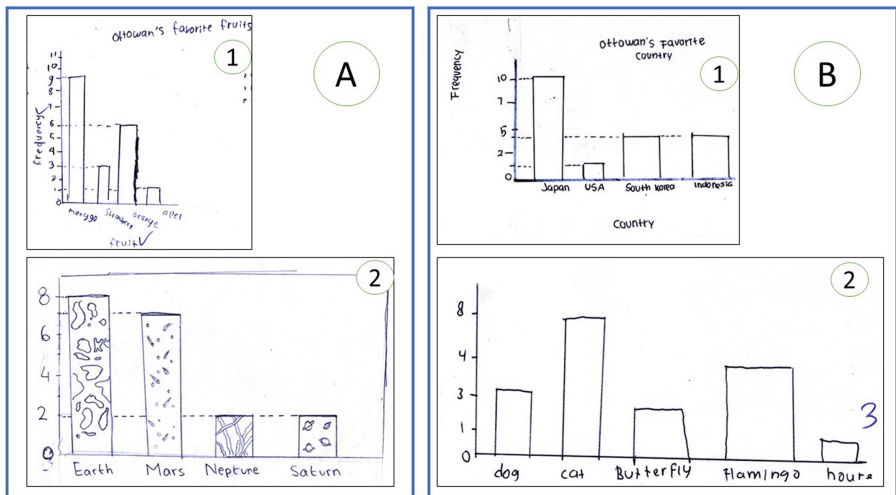 A
Ottowan's favorite fruits
1
11
10
9
8
7
6
5
4
3
2
1
0
frequency
manggo
orange
apel
fruit
2
8
6
4
2
0
Earth Mars Neptune Saturn
B
Ottowan's Favorite
Country
1
Frequency
10
7
5
2
0
Japan USA South korea Indonesia
Country
2
8
4
3
1
0
3
dog cat Butterfly Flamingo hours